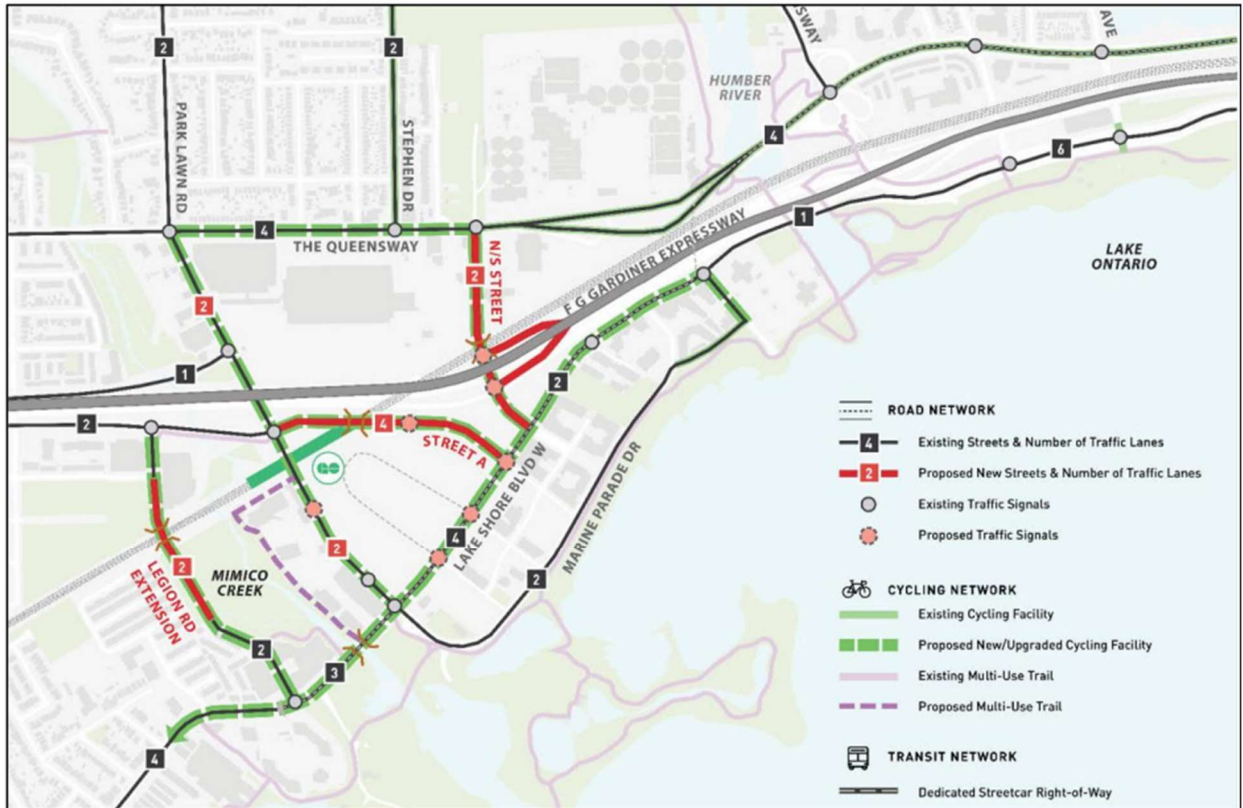 SWAY
AVE
2
2
HUMBER
RIVER
PARK LAWN RD
STEPHEN DR
4
6
4
THE QUEENSWAY
1
LAKE
ONTARIO
2
N/S STREET
F G GARDINER EXPRESSWAY
2
1
2
2
4
STREET A
GO
LAKE SHORE BLVD W
MARINE PARADE DR
4
2
2
LEGION RD
EXTENSION
MIMICO
CREEK
2
2
3
4
ROAD NETWORK
4 Existing Streets & Number of Traffic Lanes
2 Proposed New Streets & Number of Traffic Lanes
Existing Traffic Signals
Proposed Traffic Signals
CYCLING NETWORK
Existing Cycling Facility
Proposed New/Upgraded Cycling Facility
Existing Multi-Use Trail
Proposed Multi-Use Trail
TRANSIT NETWORK
Dedicated Streetcar Right-of-Way